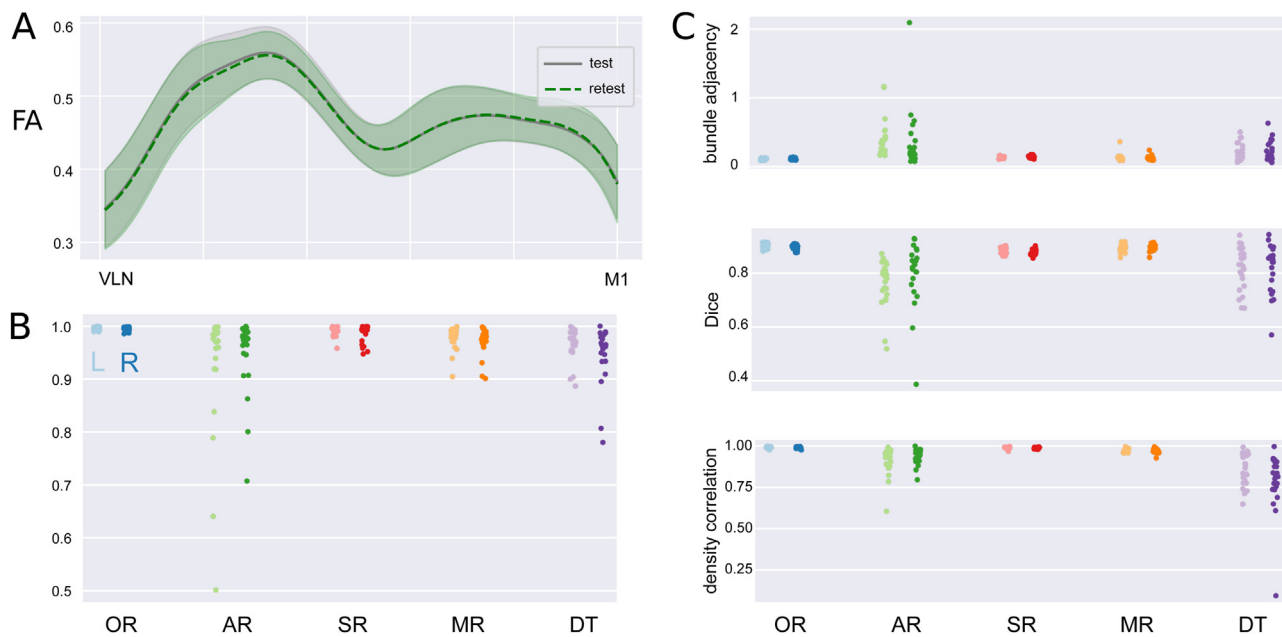 A
0.6
0.5
FA
0.4
0.3
VLN M1
test
retest
B
1.0
L R
0.9
0.8
0.7
0.6
0.5
OR AR SR MR DT
C
bundle adjacency
2
1
0
Dice
0.8
0.6
0.4
density correlation
1.00
0.75
0.50
0.25
OR AR SR MR DT